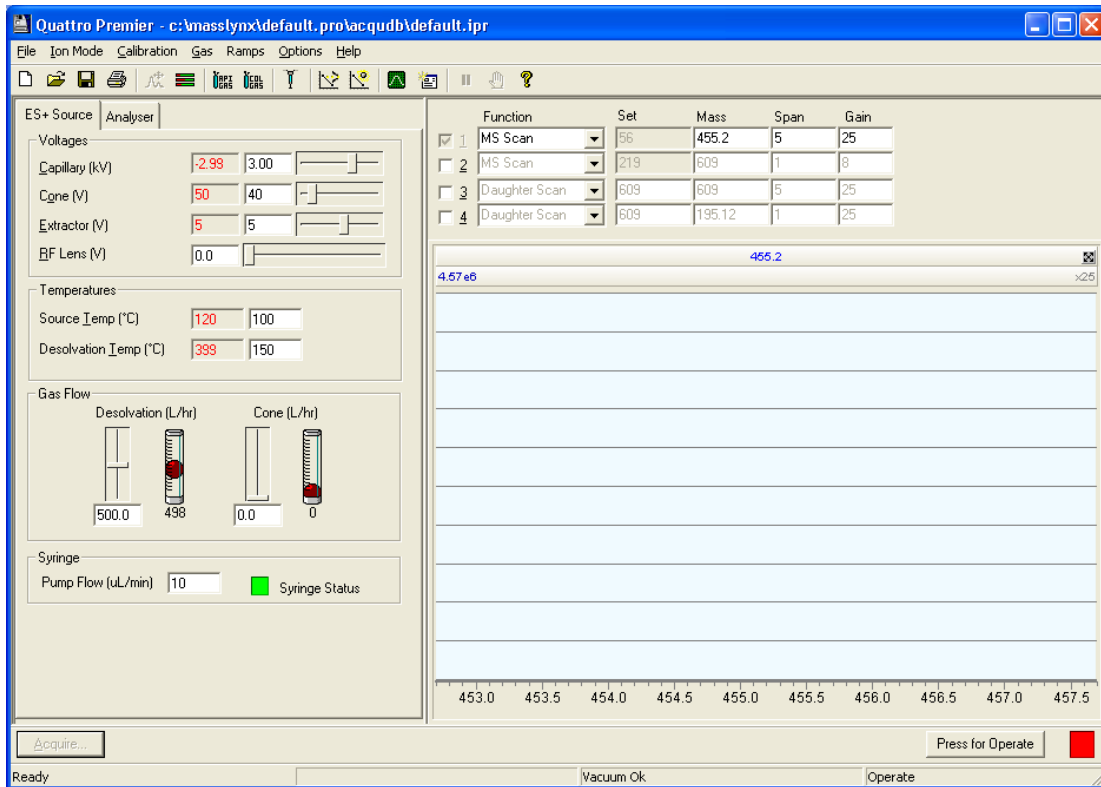 Quattro Premier - c:\masslynx\default.pro\acqudb\default.ipr
File Ion Mode Calibration Gas Ramps Options Help
API GAS COL GAS
ES+ Source Analyser
Voltages
Capillary (kV) -2.99 3.00
Cone (V) 50 40
Extractor (V) 5 5
RF Lens (V) 0.0
Temperatures
Source Temp (°C) 120 100
Desolvation Temp (°C) 399 150
Gas Flow
Desolvation (L/hr) Cone (L/hr)
500.0 498 0.0 0
Syringe
Pump Flow (uL/min) 10 Syringe Status
Function Set Mass Span Gain
1 MS Scan 56 455.2 5 25
2 MS Scan 219 609 1 8
3 Daughter Scan 609 609 5 25
4 Daughter Scan 609 195.12 1 25
455.2
4.57e6 x25
453.0 453.5 454.0 454.5 455.0 455.5 456.0 456.5 457.0 457.5
Acquire... Press for Operate
Ready Vacuum Ok Operate